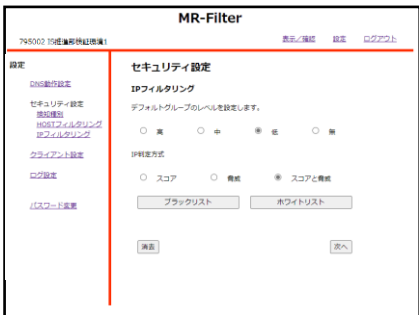 MR-Filter
795002 IS推進部検証環境1
表示/確認 設定 ログアウト
設定
DNS動作設定
セキュリティ設定
検知種別
HOSTフィルタリング
IPフィルタリング
クライアント設定
ログ設定
パスワード変更
セキュリティ設定
IPフィルタリング
デフォルトグループのレベルを設定します。
高 中 低 無
IP判定方式
スコア 脅威 スコアと脅威
ブラックリスト ホワイトリスト
消去 次へ